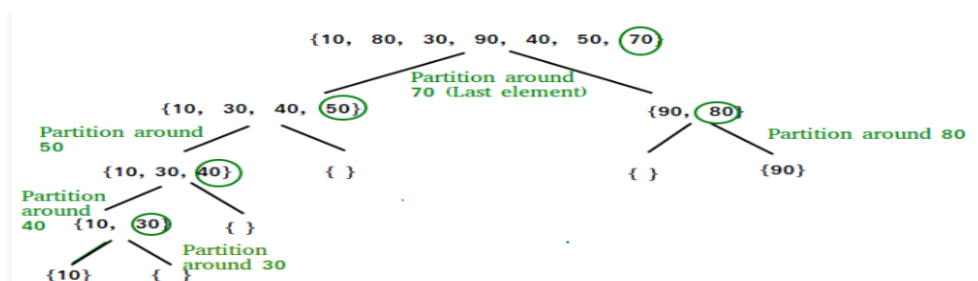 {10, 80, 30, 90, 40, 50, 70}
Partition around
70 (Last element)
{10, 30, 40, 50}
{90, 80}
Partition around
50
Partition around 80
{10, 30, 40}
{ }
{ }
{90}
Partition
around
40
{10, 30}
{ }
Partition
around 30
{10}
{ }